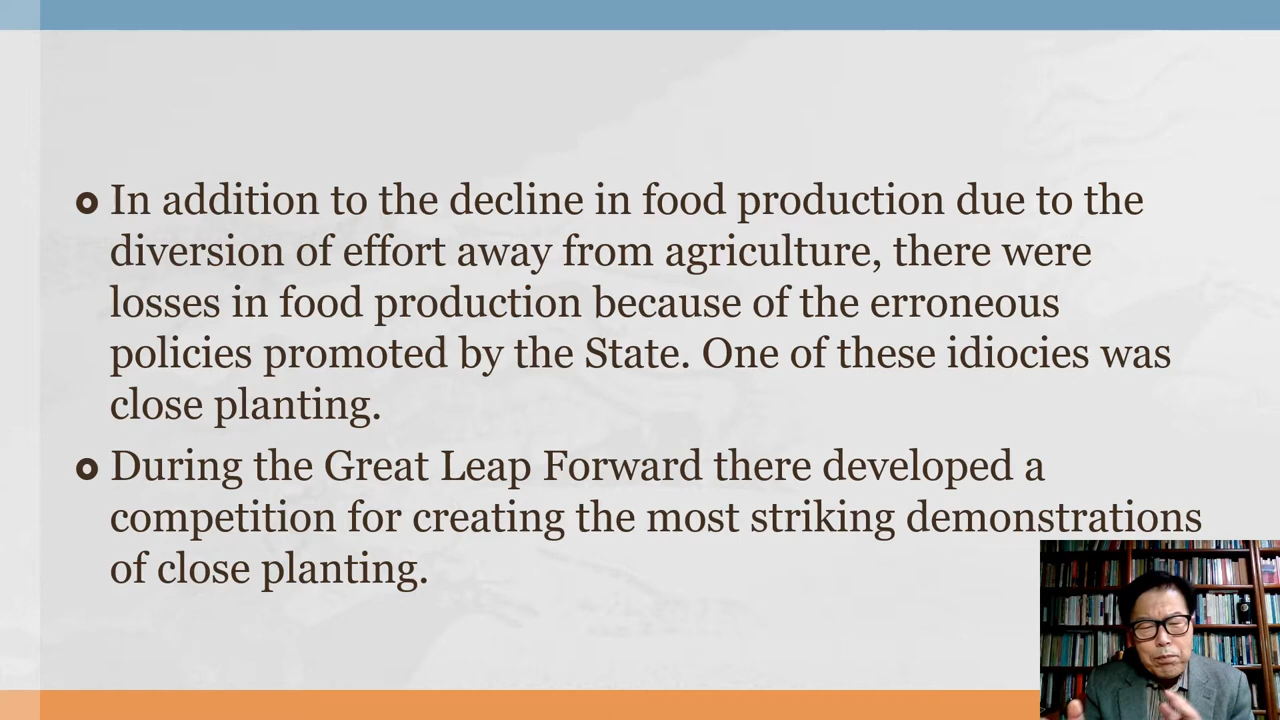 In addition to the decline in food production due to the
diversion of effort away from agriculture, there were
losses in food production because of the erroneous
policies promoted by the State. One of these idiocies was
close planting.
During the Great Leap Forward there developed a
competition for creating the most striking demonstrations
of close planting.